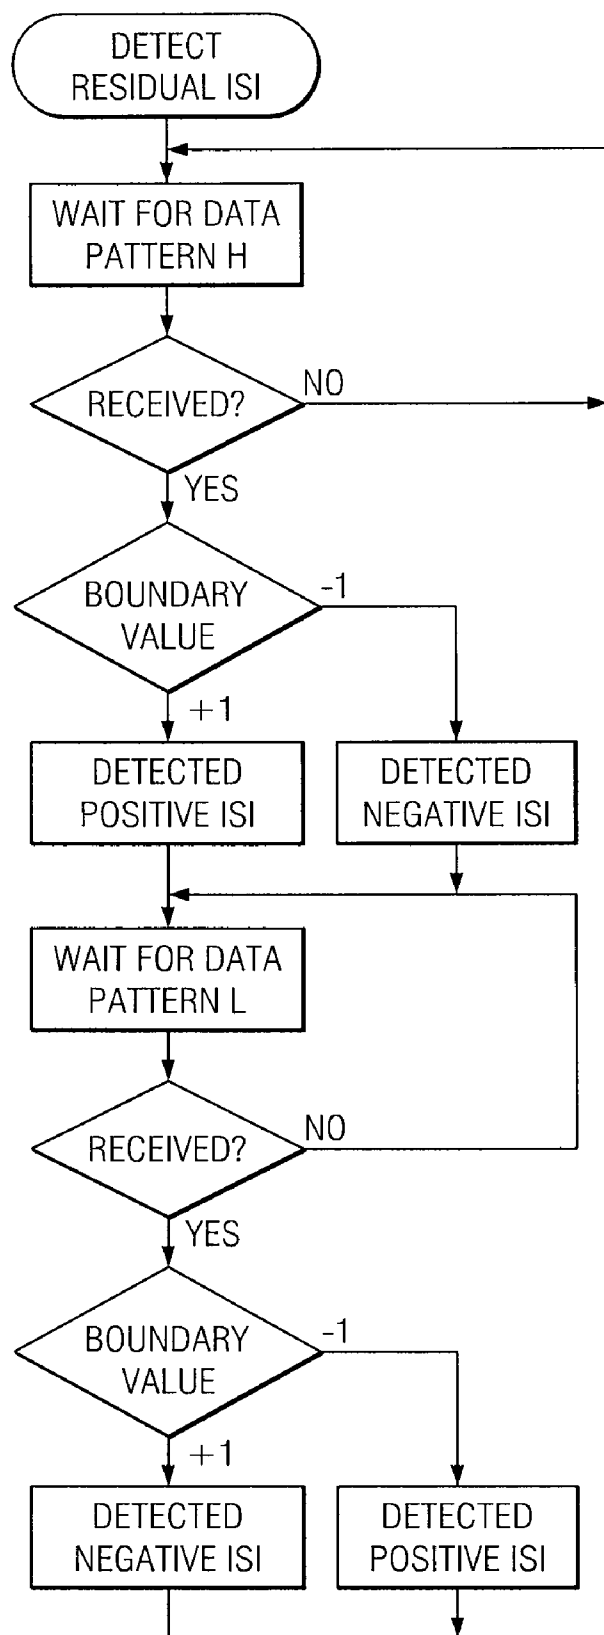 DETECT
RESIDUAL ISI
WAIT FOR DATA
PATTERN H
RECEIVED?
NO
YES
BOUNDARY
VALUE
-1
+1
DETECTED
POSITIVE ISI
DETECTED
NEGATIVE ISI
WAIT FOR DATA
PATTERN L
RECEIVED?
NO
YES
BOUNDARY
VALUE
-1
+1
DETECTED
NEGATIVE ISI
DETECTED
POSITIVE ISI